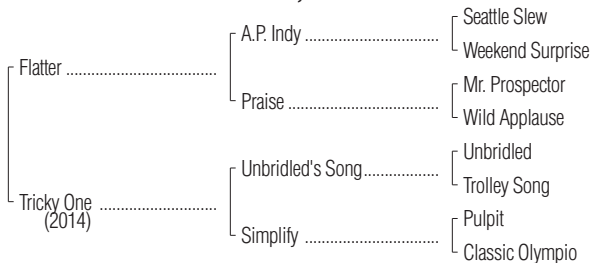 Seattle Slew
A.P. Indy ........................................
Weekend Surprise
Flatter .............................................
Mr. Prospector
Praise .............................................
Wild Applause
Unbridled
Unbridled's Song......................
Trolley Song
Tricky One ...................................
(2014)
Pulpit
Simplify ........................................
Classic Olympio